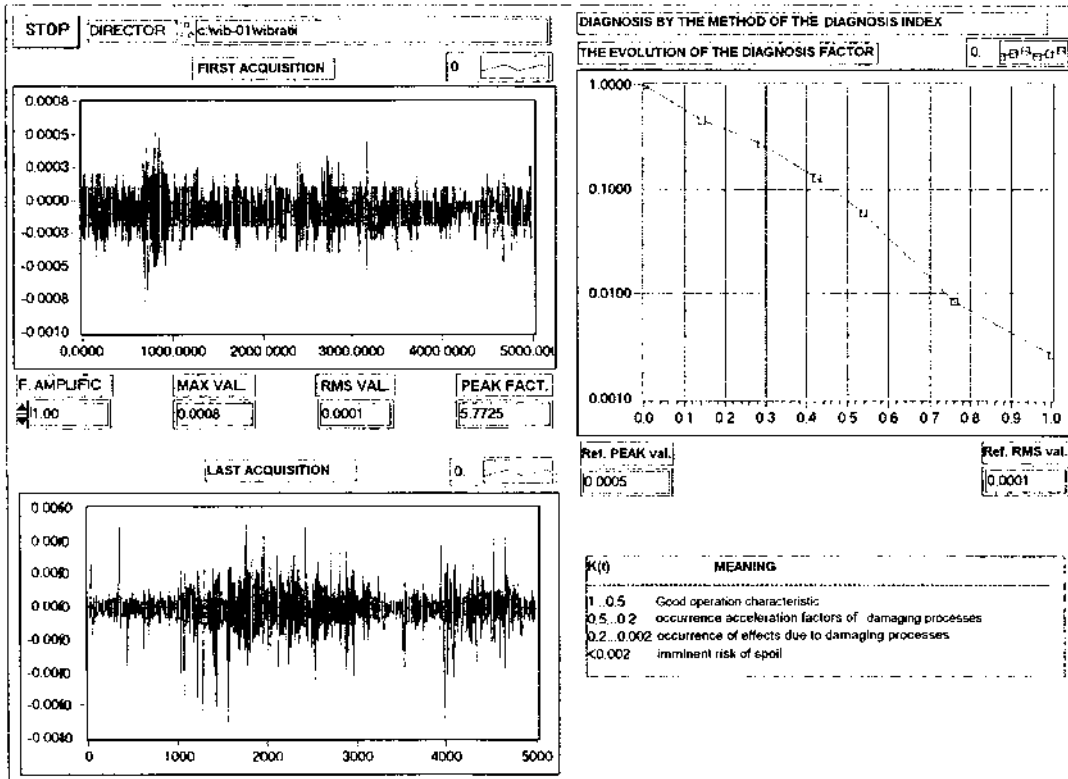 STOP DIRECTOR c:\vib-01\vibratii
FIRST ACQUISITION 0
0.0008
0.0005
0.0003
0.0000
-0.0003
-0.0005
-0.0008
-0.0010
0.0000 1000.0000 2000.0000 3000.0000 4000.0000 5000.000
F. AMPLIFIC MAX VAL. RMS VAL. PEAK FACT.
1.00 0.0008 0.0001 5.7725
LAST ACQUISITION 0.
-0.0040
0 1000 2000 3000 4000 5000
DIAGNOSIS BY THE METHOD OF THE DIAGNOSIS INDEX
THE EVOLUTION OF THE DIAGNOSIS FACTOR 0.
1.0000
0.1000
0.0100
0.0010
0.0 0.1 0.2 0.3 0.4 0.5 0.6 0.7 0.8 0.9 1.0
Ref. PEAK val. Ref. RMS val.
0.0005 0.0001
K(t) MEANING
1...0.5 Good operation characteristic
0,5...0.2 occurrence acceleration factors of damaging processes
0.2...0.002 occurrence of effects due to damaging processes
<0.002 imminent risk of spoil